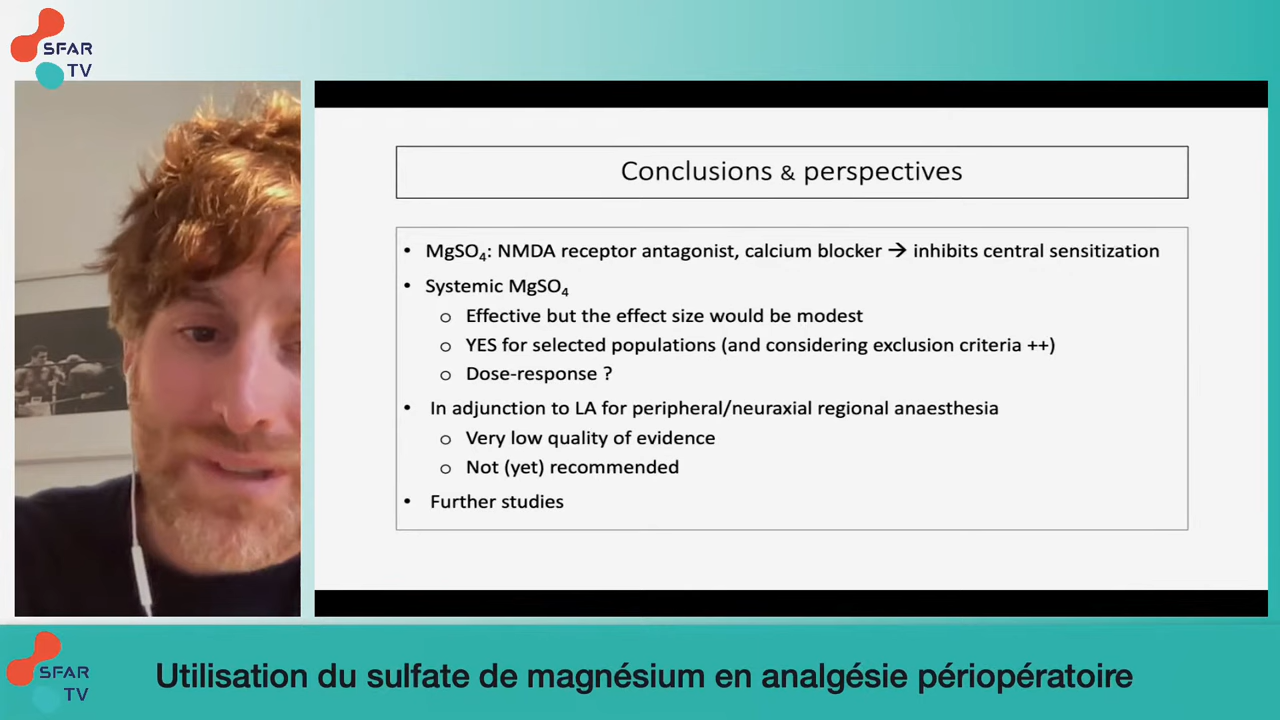 SFAR
TV
Conclusions & perspectives
• MgSO₄: NMDA receptor antagonist, calcium blocker → inhibits central sensitization
• Systemic MgSO₄
o Effective but the effect size would be modest
o YES for selected populations (and considering exclusion criteria ++)
o Dose-response ?
• In adjunction to LA for peripheral/neuraxial regional anaesthesia
o Very low quality of evidence
o Not (yet) recommended
• Further studies
SFAR
TV
Utilisation du sulfate de magnésium en analgésie périopératoire